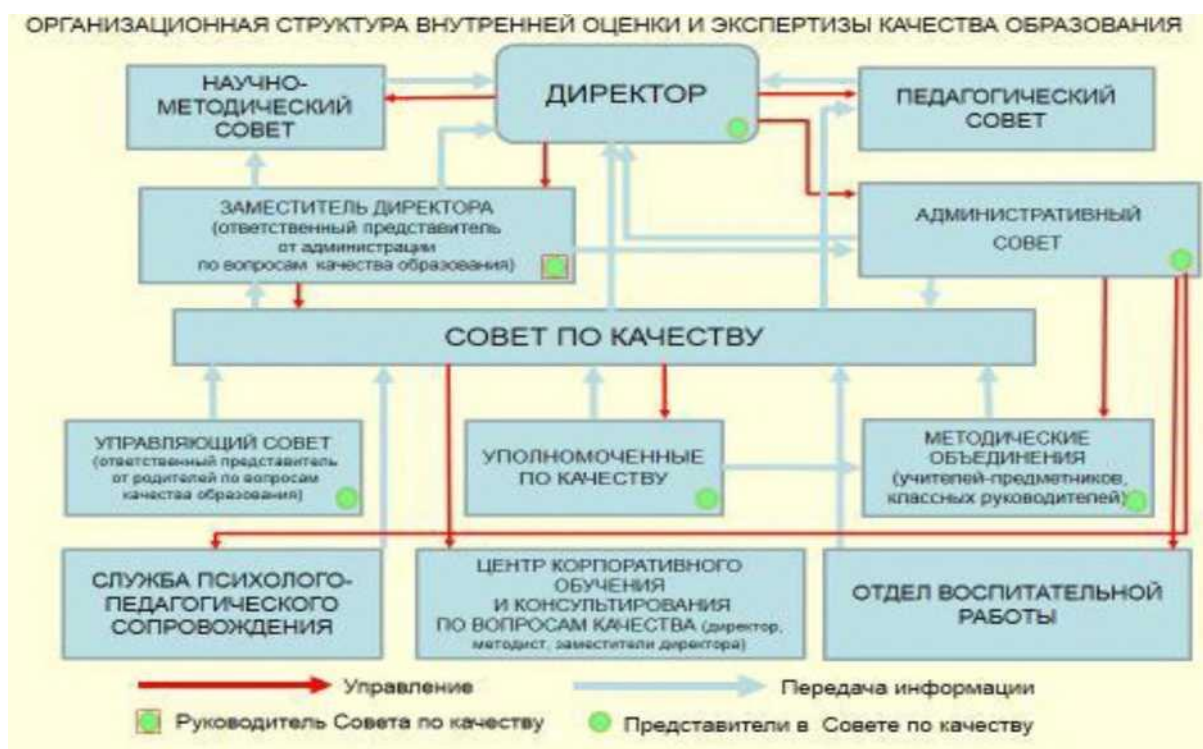 ОРГАНИЗАЦИОННАЯ СТРУКТУРА ВНУТРЕННЕЙ ОЦЕНКИ И ЭКСПЕРТИЗЫ КАЧЕСТВА ОБРАЗОВАНИЯ
НАУЧНО-
МЕТОДИЧЕСКИЙ
СОВЕТ
ДИРЕКТОР
ПЕДАГОГИЧЕСКИЙ
СОВЕТ
ЗАМЕСТИТЕЛЬ ДИРЕКТОРА
(ответственный представитель
от администрации
по вопросам качества образования)
АДМИНИСТРАТИВНЫЙ
СОВЕТ
СОВЕТ ПО КАЧЕСТВУ
УПРАВЛЯЮЩИЙ СОВЕТ
(ответственный представитель
от родителей по вопросам
качества образования)
УПОЛНОМОЧЕННЫЕ
ПО КАЧЕСТВУ
МЕТОДИЧЕСКИЕ
ОБЪЕДИНЕНИЯ
(учителей-предметников,
классных руководителей)
СЛУЖБА ПСИХОЛОГО-
ПЕДАГОГИЧЕСКОГО
СОПРОВОЖДЕНИЯ
ЦЕНТР КОРПОРАТИВНОГО
ОБУЧЕНИЯ
И КОНСУЛЬТИРОВАНИЯ
ПО ВОПРОСАМ КАЧЕСТВА (директор,
методист, заместители директора)
ОТДЕЛ ВОСПИТАТЕЛЬНОЙ
РАБОТЫ
Управление
Передача информации
Руководитель Совета по качеству
Представители в Совете по качеству